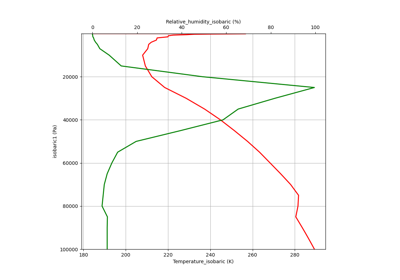 Relative_humidity_isobaric (%)
0 20 40 60 80 100
20000
40000
60000
80000
100000
isobaric1 (Pa)
180 200 220 240 260 280
Temperature_isobaric (K)